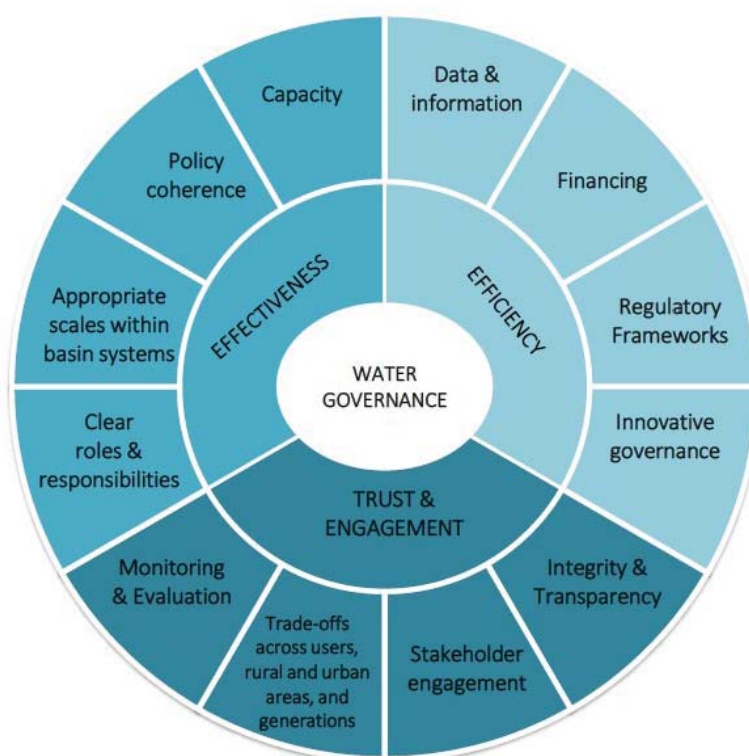 Capacity
Data &
information
Policy
coherence
Financing
Appropriate
scales within
basin systems
EFFECTIVENESS
EFFICIENCY
Regulatory
Frameworks
WATER
GOVERNANCE
Clear
roles &
responsibilities
Innovative
governance
TRUST &
ENGAGEMENT
Monitoring
& Evaluation
Integrity &
Transparency
Trade-offs
across users,
rural and urban
areas, and
generations
Stakeholder
engagement